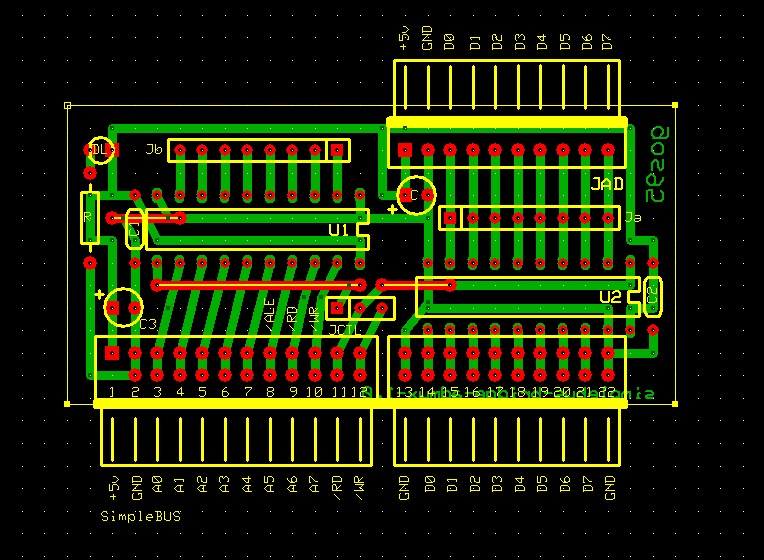 +5v GND D0 D1 D2 D3 D4 D5 D6 D7
DL
Jb
JAD
C
+
R
C1
U1
Ja
+
C3
/ALE /RD /WR
JCTL
U2
C2
1 2 3 4 5 6 7 8 9 10 11 12 13 14 15 16 17 18 19 20 21 22
+5v GND A0 A1 A2 A3 A4 A5 A6 A7 /RD /WR GND D0 D1 D2 D3 D4 D5 D6 D7 GND
SimpleBUS